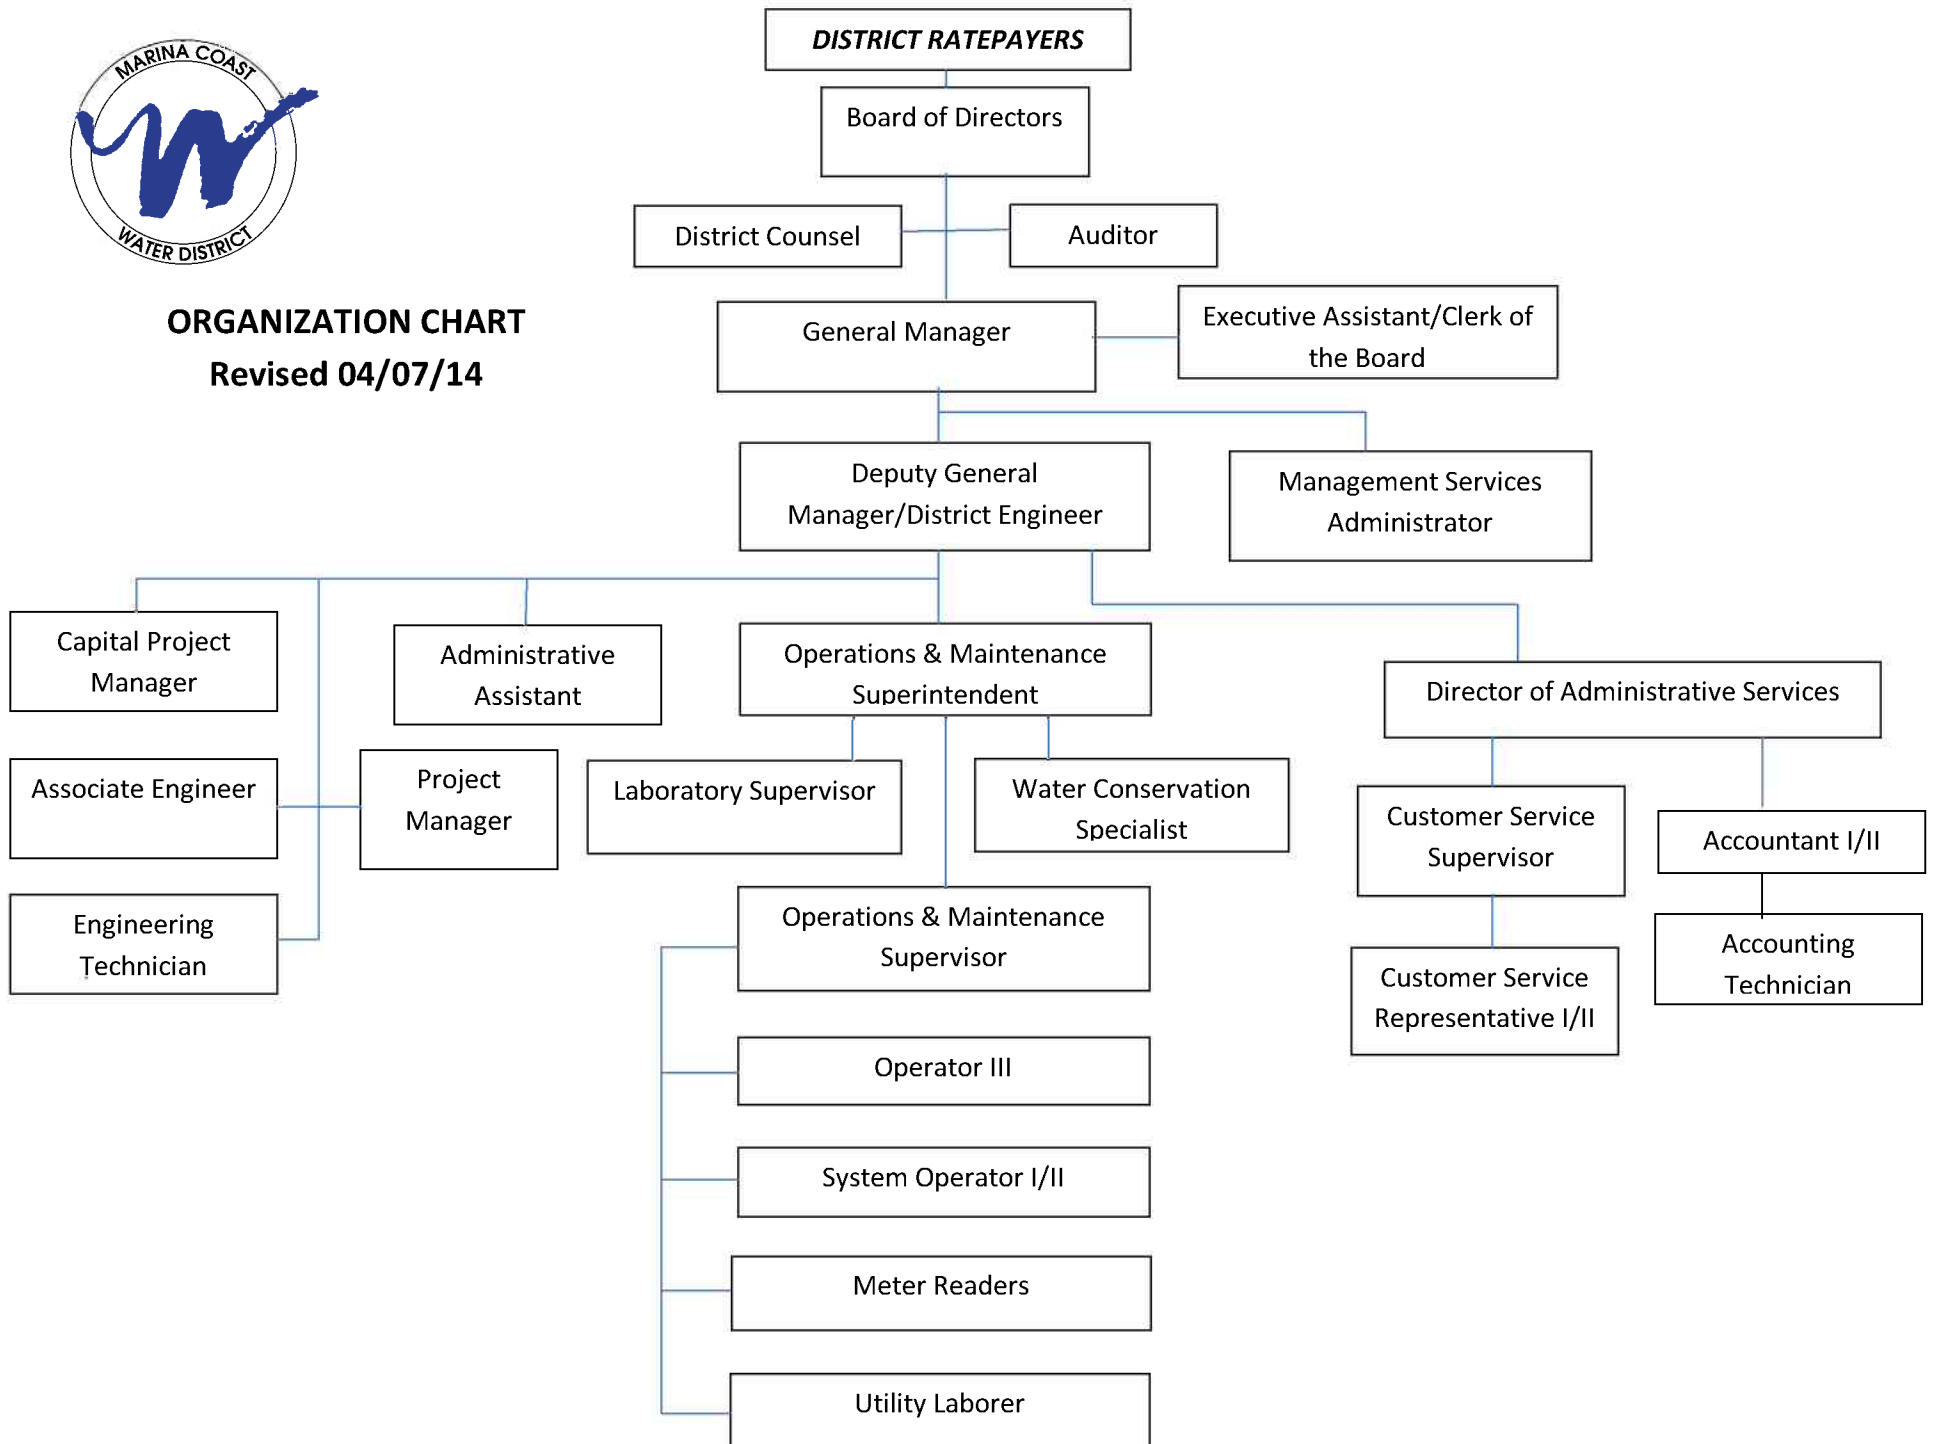 DISTRICT RATEPAYERS
MARINA COAST
WATER DISTRICT
Board of Directors
District Counsel
Auditor
ORGANIZATION CHART
Revised 04/07/14
General Manager
Executive Assistant/Clerk of
the Board
Deputy General
Manager/District Engineer
Management Services
Administrator
Capital Project
Manager
Administrative
Assistant
Operations & Maintenance
Superintendent
Director of Administrative Services
Associate Engineer
Project
Manager
Laboratory Supervisor
Water Conservation
Specialist
Customer Service
Supervisor
Accountant I/II
Engineering
Technician
Operations & Maintenance
Supervisor
Customer Service
Representative I/II
Accounting
Technician
Operator III
System Operator I/II
Meter Readers
Utility Laborer